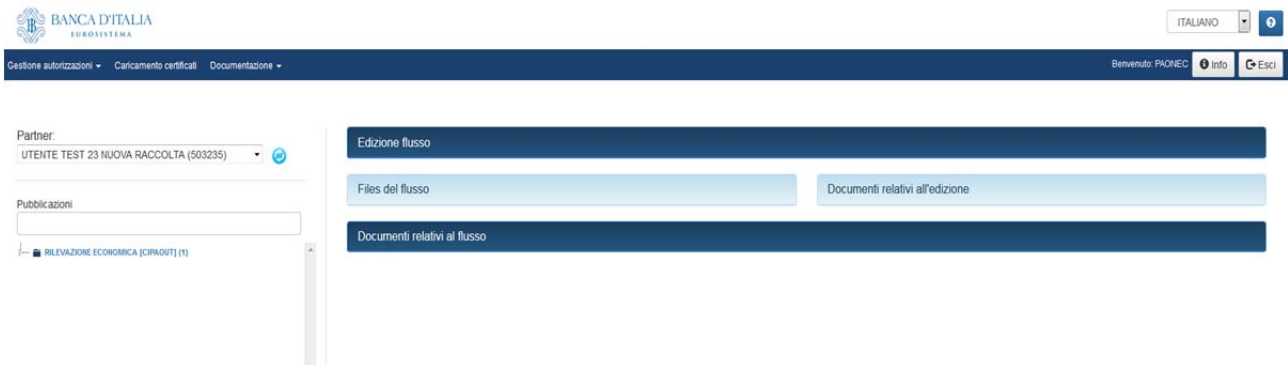 BANCA D'ITALIA
EUROSISTEMA
ITALIANO
Gestione autorizzazioni Caricamento certificati Documentazione
Benvenuto: PAONEC Info Esci
Partner:
UTENTE TEST 23 NUOVA RACCOLTA (503235)
Pubblicazioni
RILEVAZIONE ECONOMICA [CIPAOUT] (1)
Edizione flusso
Files del flusso
Documenti relativi all'edizione
Documenti relativi al flusso